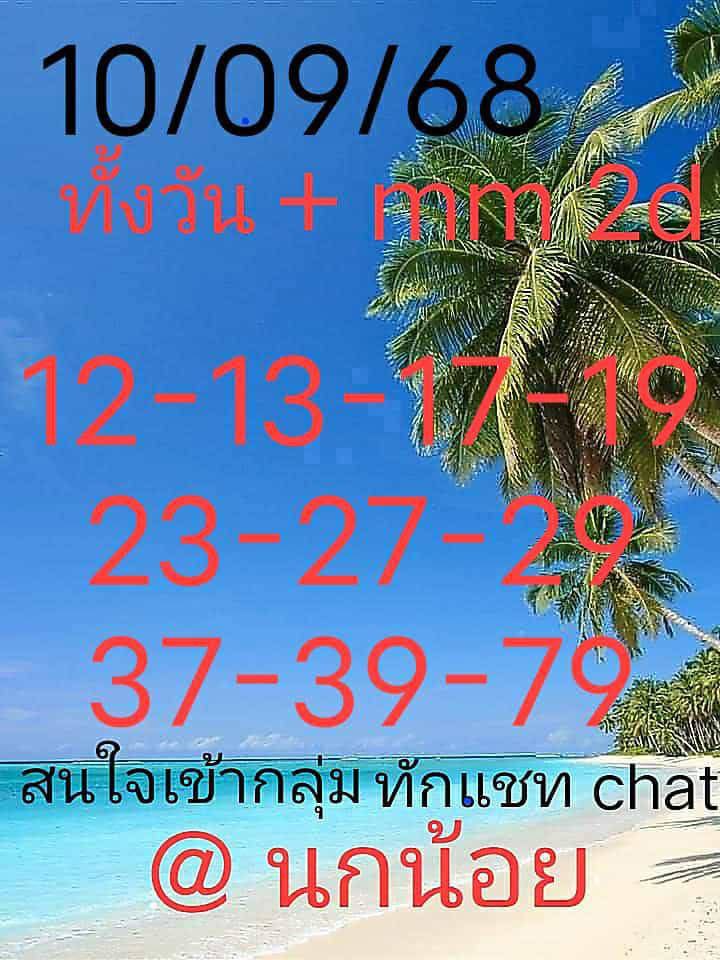 10/09/68
ทั้งวัน + mm 2d
12-13-17-19
23-27-29
37-39-79
สนใจเข้ากลุ่ม ทักแชท chat
@ นกน้อย